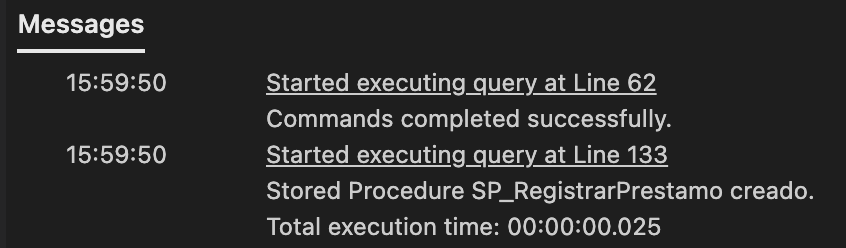 Messages
15:59:50 Started executing query at Line 62
Commands completed successfully.
15:59:50 Started executing query at Line 133
Stored Procedure SP_RegistrarPrestamo creado.
Total execution time: 00:00:00.025